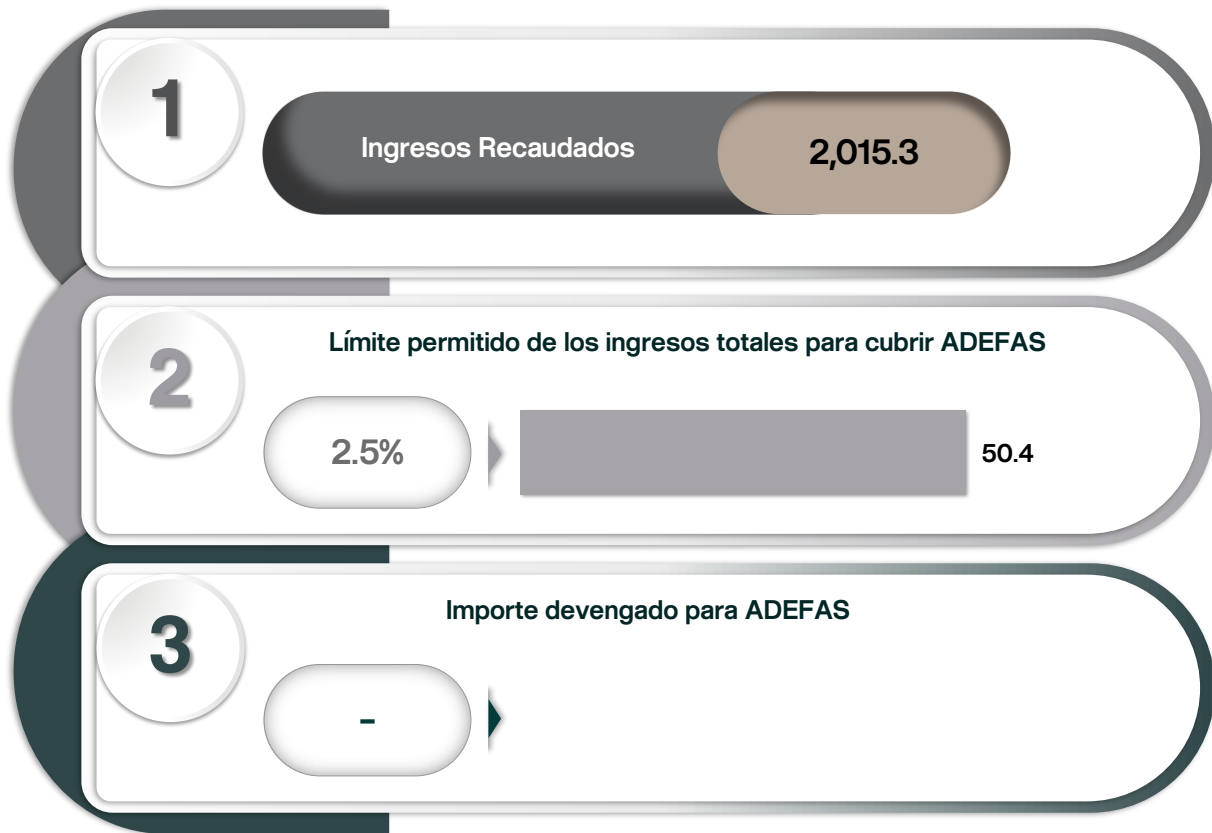 1
Ingresos Recaudados
2,015.3
2
Límite permitido de los ingresos totales para cubrir ADEFAS
2.5%
50.4
3
Importe devengado para ADEFAS
-